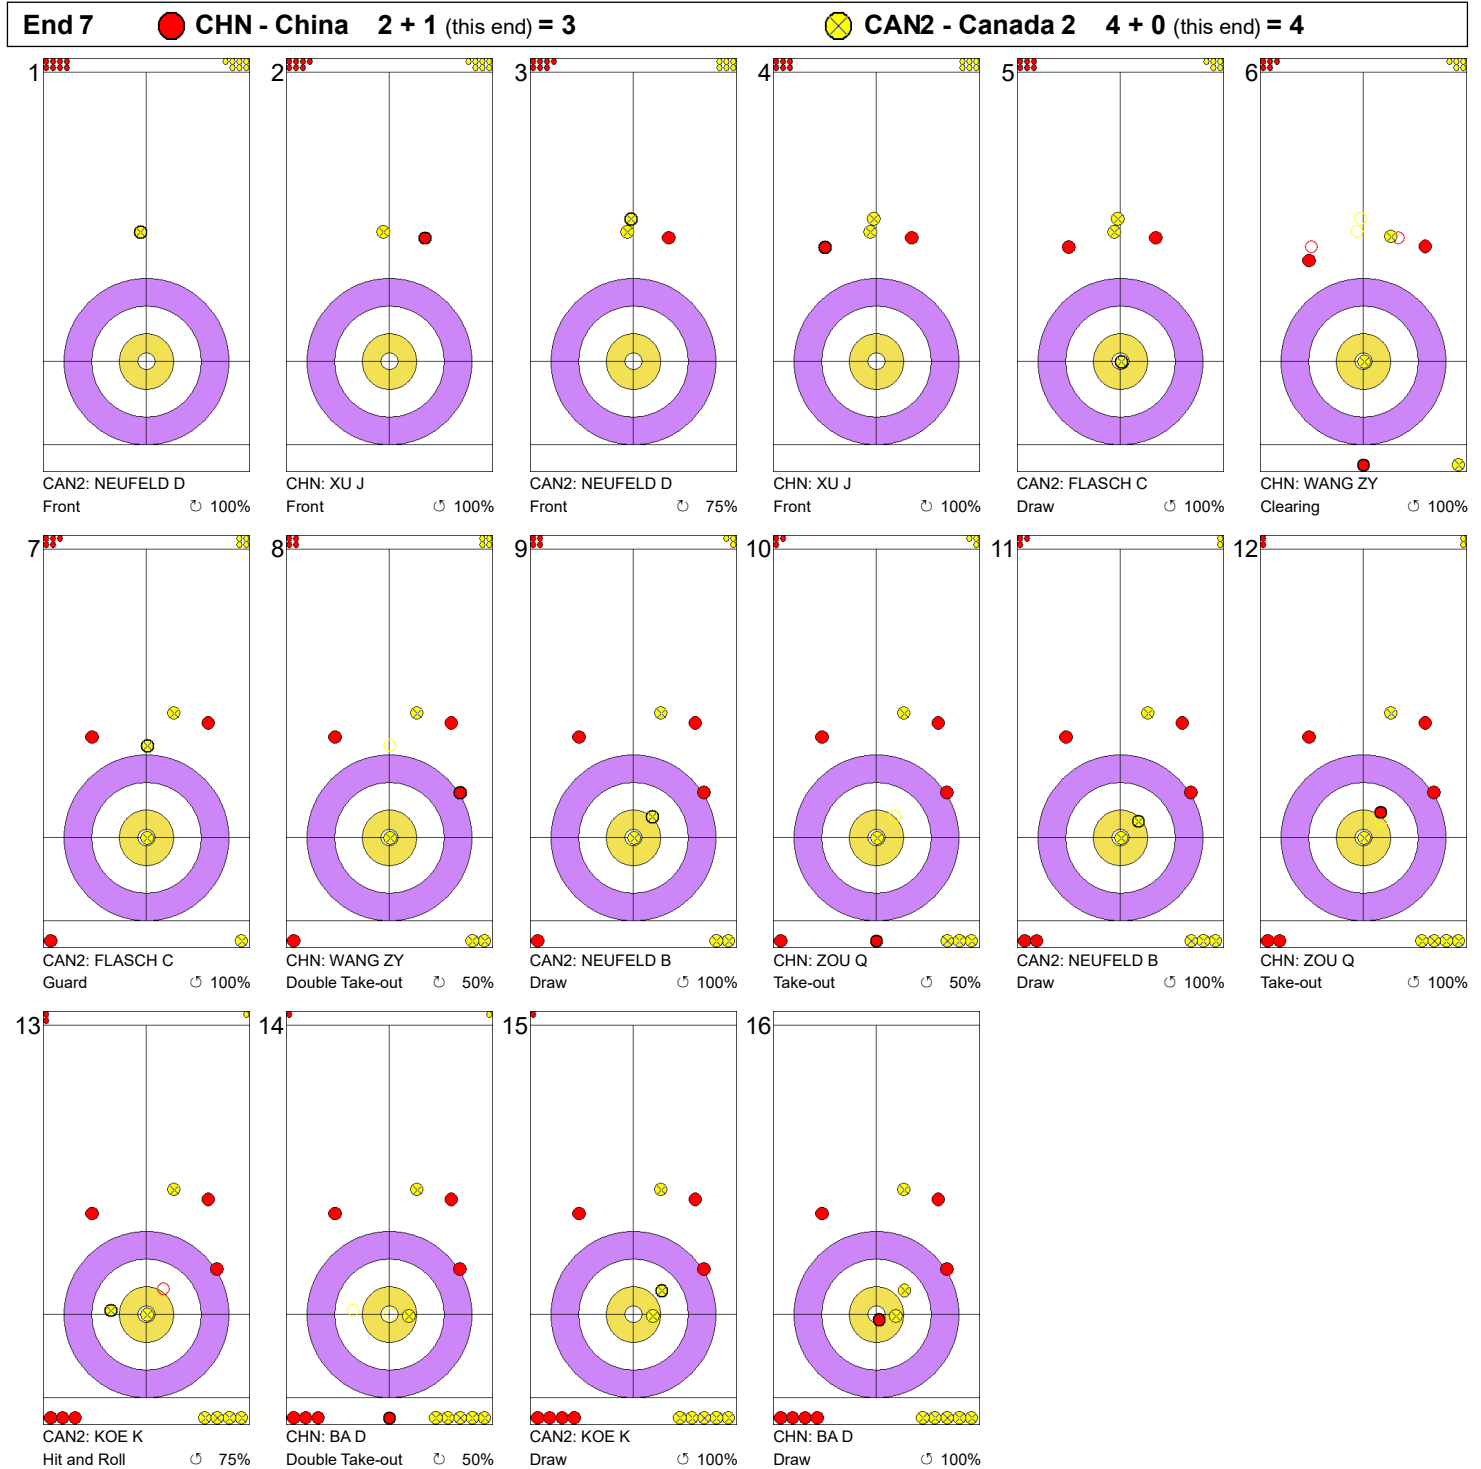 End 7 CHN - China 2 + 1 (this end) = 3 CAN2 - Canada 2 4 + 0 (this end) = 4
1 2 3 4 5 6
CAN2: NEUFELD D CHN: XU J CAN2: NEUFELD D CHN: XU J CAN2: FLASCH C CHN: WANG ZY
Front ↻ 100% Front ↺ 100% Front ↻ 75% Front ↺ 100% Draw ↺ 100% Clearing ↺ 100%
7 8 9 10 11 12
CAN2: FLASCH C CHN: WANG ZY CAN2: NEUFELD B CHN: ZOU Q CAN2: NEUFELD B CHN: ZOU Q
Guard ↺ 100% Double Take-out ↻ 50% Draw ↺ 100% Take-out ↺ 50% Draw ↺ 100% Take-out ↺ 100%
13 14 15 16
CAN2: KOE K CHN: BA D CAN2: KOE K CHN: BA D
Hit and Roll ↺ 75% Double Take-out ↻ 50% Draw ↺ 100% Draw ↺ 100%